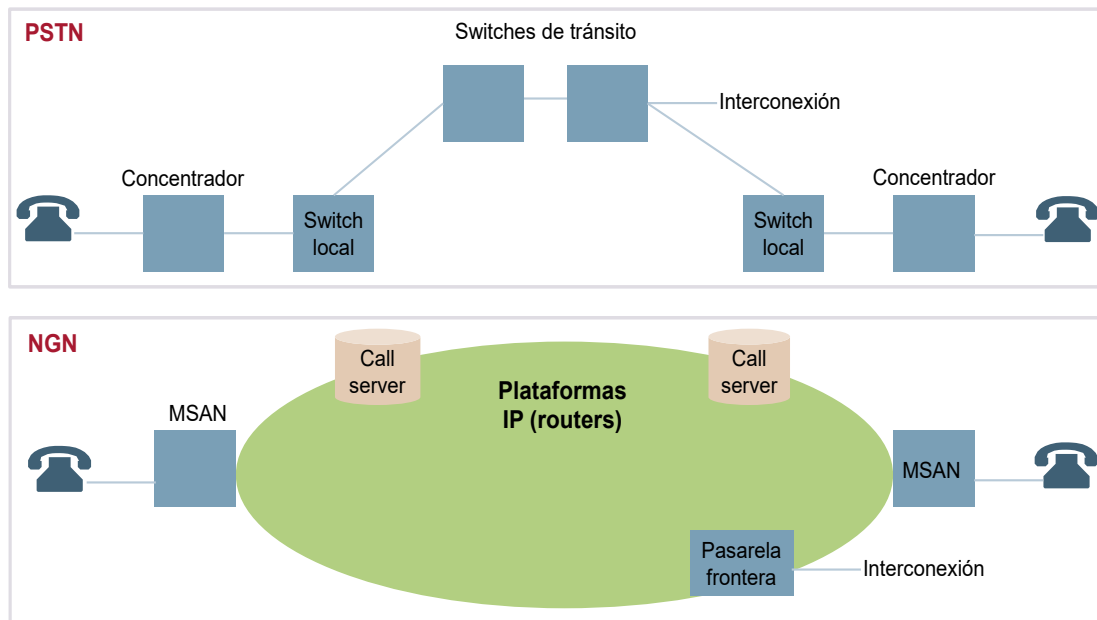 PSTN
Switches de tránsito
Interconexión
Concentrador
Concentrador
Switch
local
Switch
local
NGN
Call
server
Call
server
Plataformas
IP (routers)
MSAN
MSAN
Pasarela
frontera
Interconexión